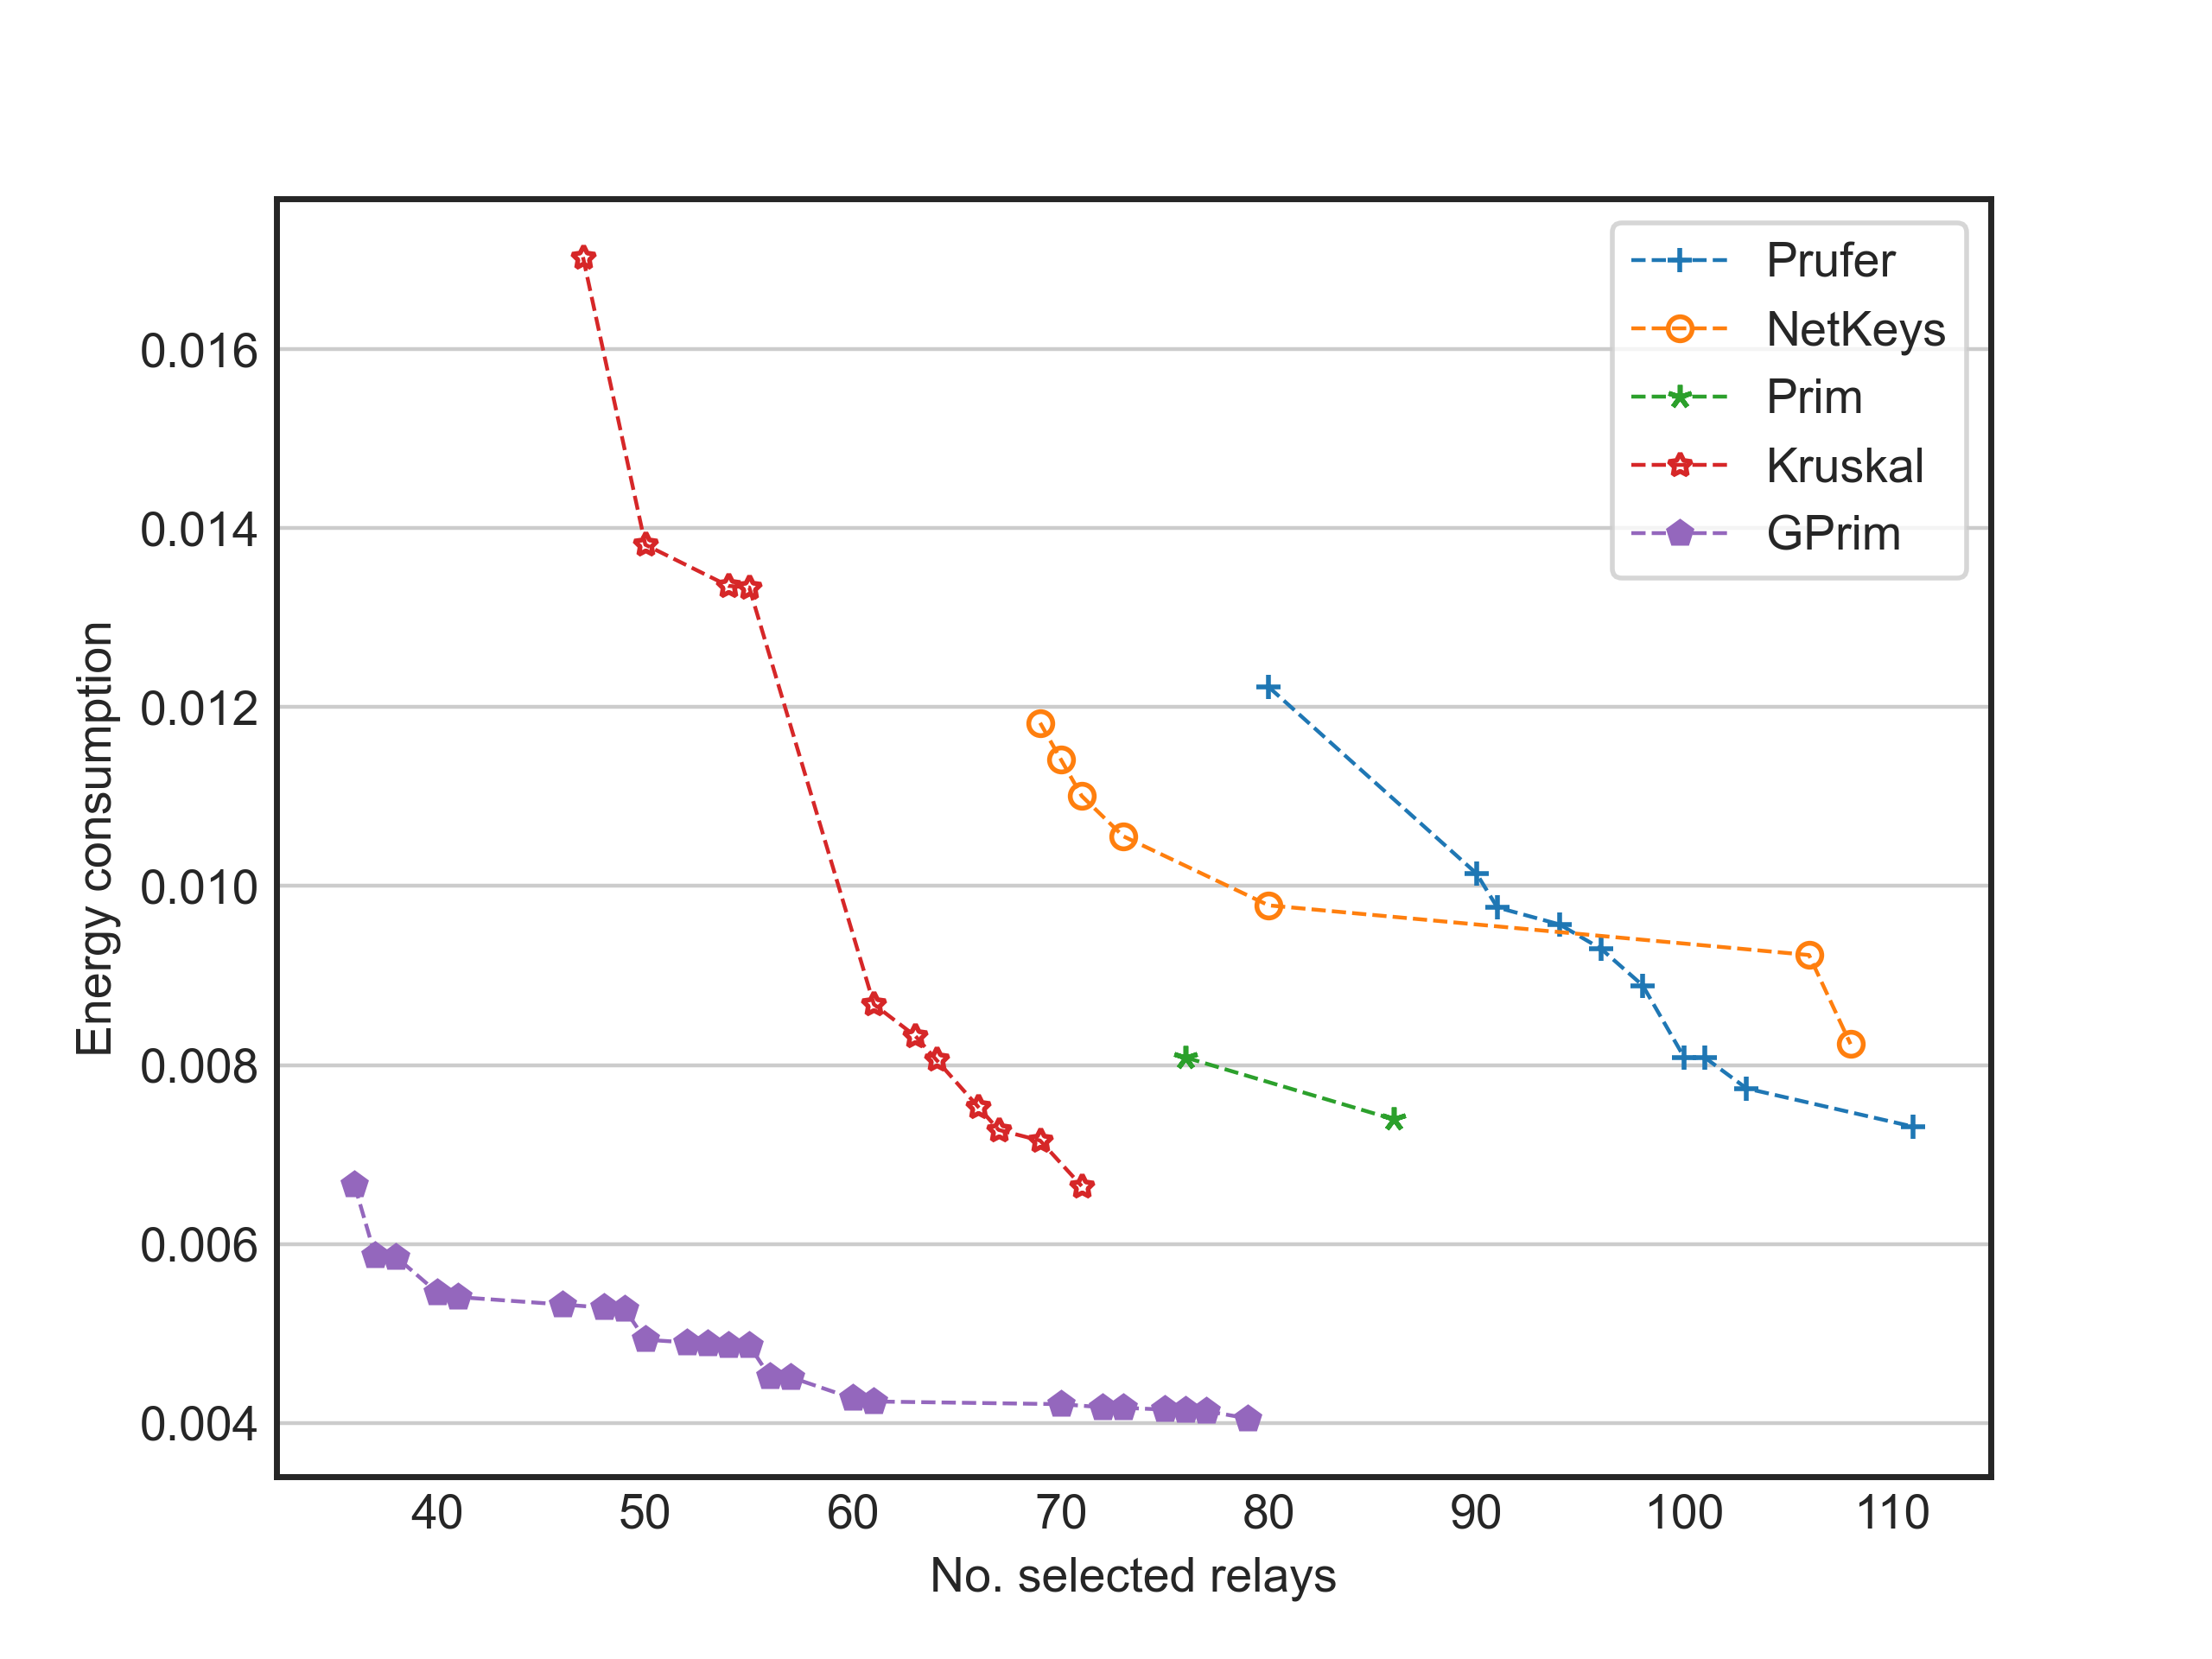 Prufer
NetKeys
Prim
Kruskal
GPrim
0.016
0.014
0.012
0.010
0.008
0.006
0.004
Energy consumption
40 50 60 70 80 90 100 110
No. selected relays